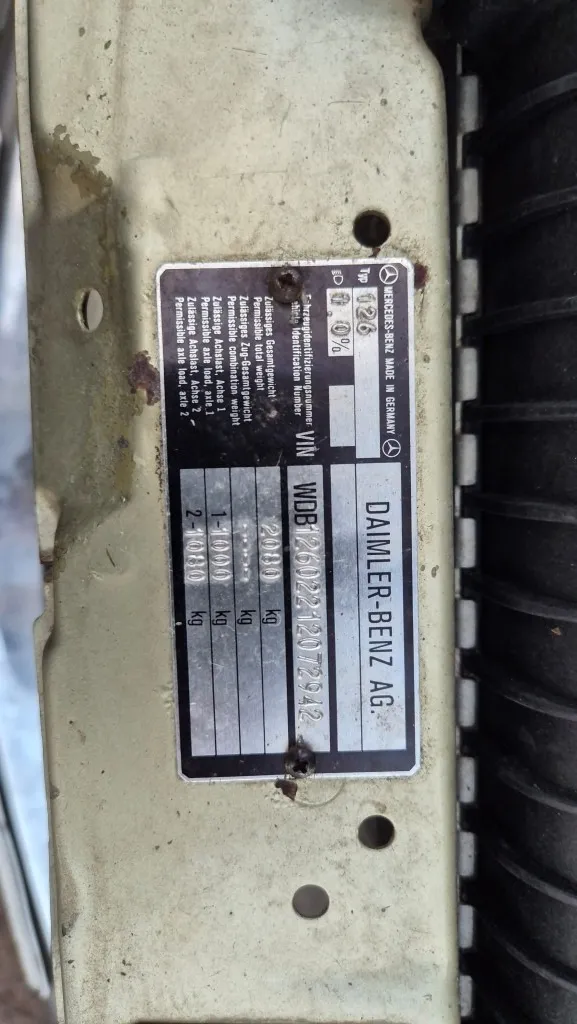 MERCEDES-BENZ MADE IN GERMANY
DAIMLER-BENZ AG.
Typ 126
0.0%
Fahrzeugidentifizierungsnummer
Vehicle Identification Number VIN WDB12602212072942
Zulässiges Gesamtgewicht
Permissible total weight 2080 kg
Zulässiges Zug-Gesamtgewicht
Permissible combination weight ------ kg
Zulässige Achslast, Achse 1
Permissible axle load, axle 1 1-1000 kg
Zulässige Achslast, Achse 2
Permissible axle load, axle 2 2-1080 kg